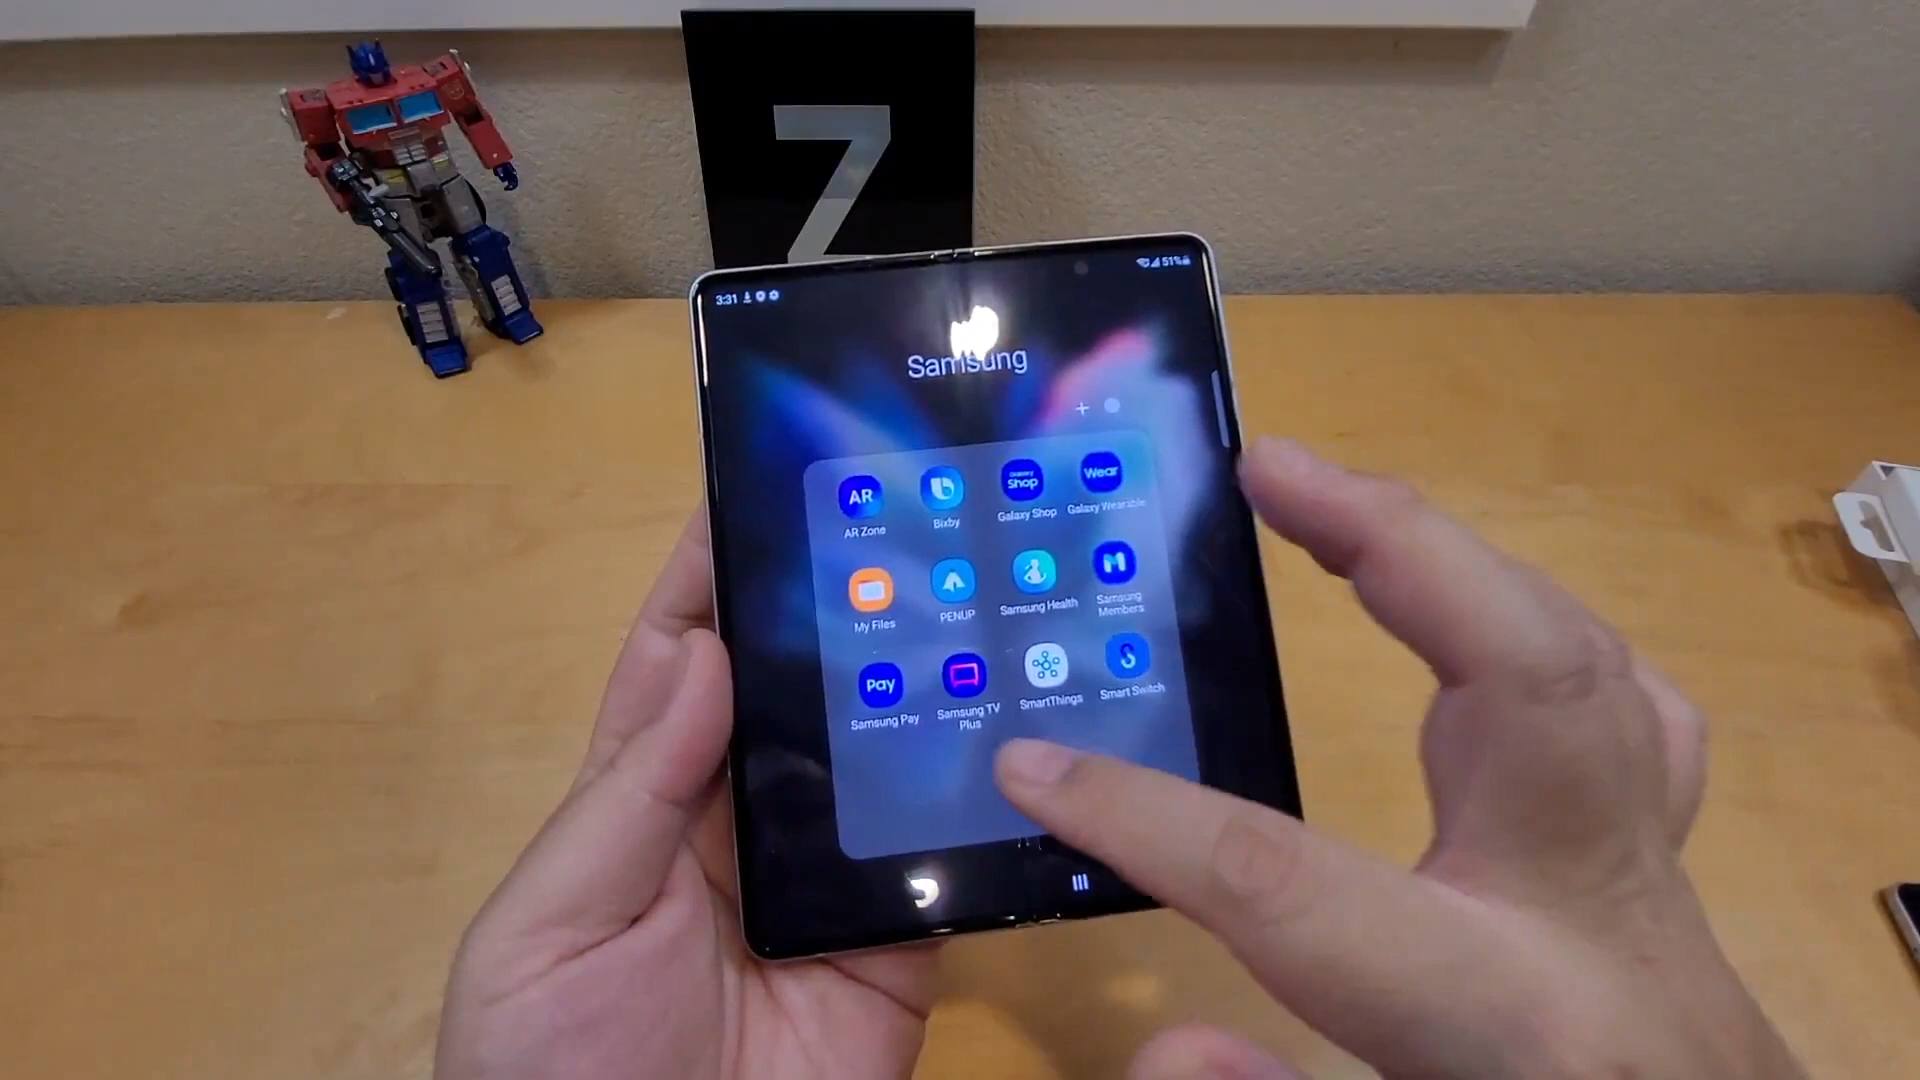 Z
3:31
51%
Samsung
AR
Galaxy Shop
Wear
AR Zone
Bixby
Galaxy Shop
Galaxy Wearable
My Files
PENUP
Samsung Health
Samsung
Members
Pay
Samsung Pay
Samsung TV
Plus
SmartThings
Smart Switch